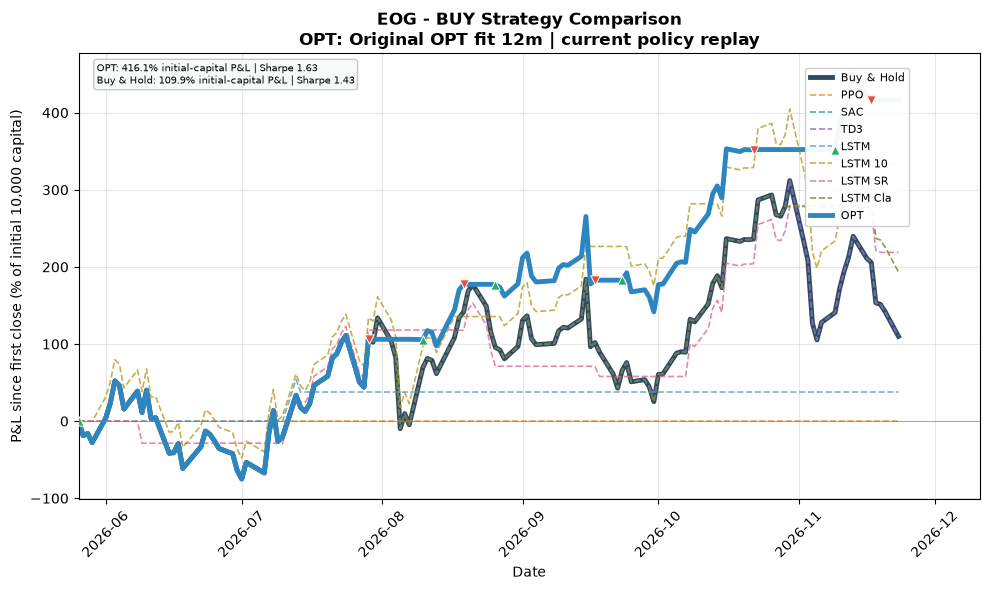 EOG - BUY Strategy Comparison
OPT: Original OPT fit 12m | current policy replay
OPT: 416.1% initial-capital P&L | Sharpe 1.63
Buy & Hold: 109.9% initial-capital P&L | Sharpe 1.43
Buy & Hold
PPO
SAC
TD3
LSTM
LSTM 10
LSTM SR
LSTM Cla
OPT
P&L since first close (% of initial 10,000 capital)
400
300
200
100
0
−100
2026-06
2026-07
2026-08
2026-09
2026-10
2026-11
2026-12
Date